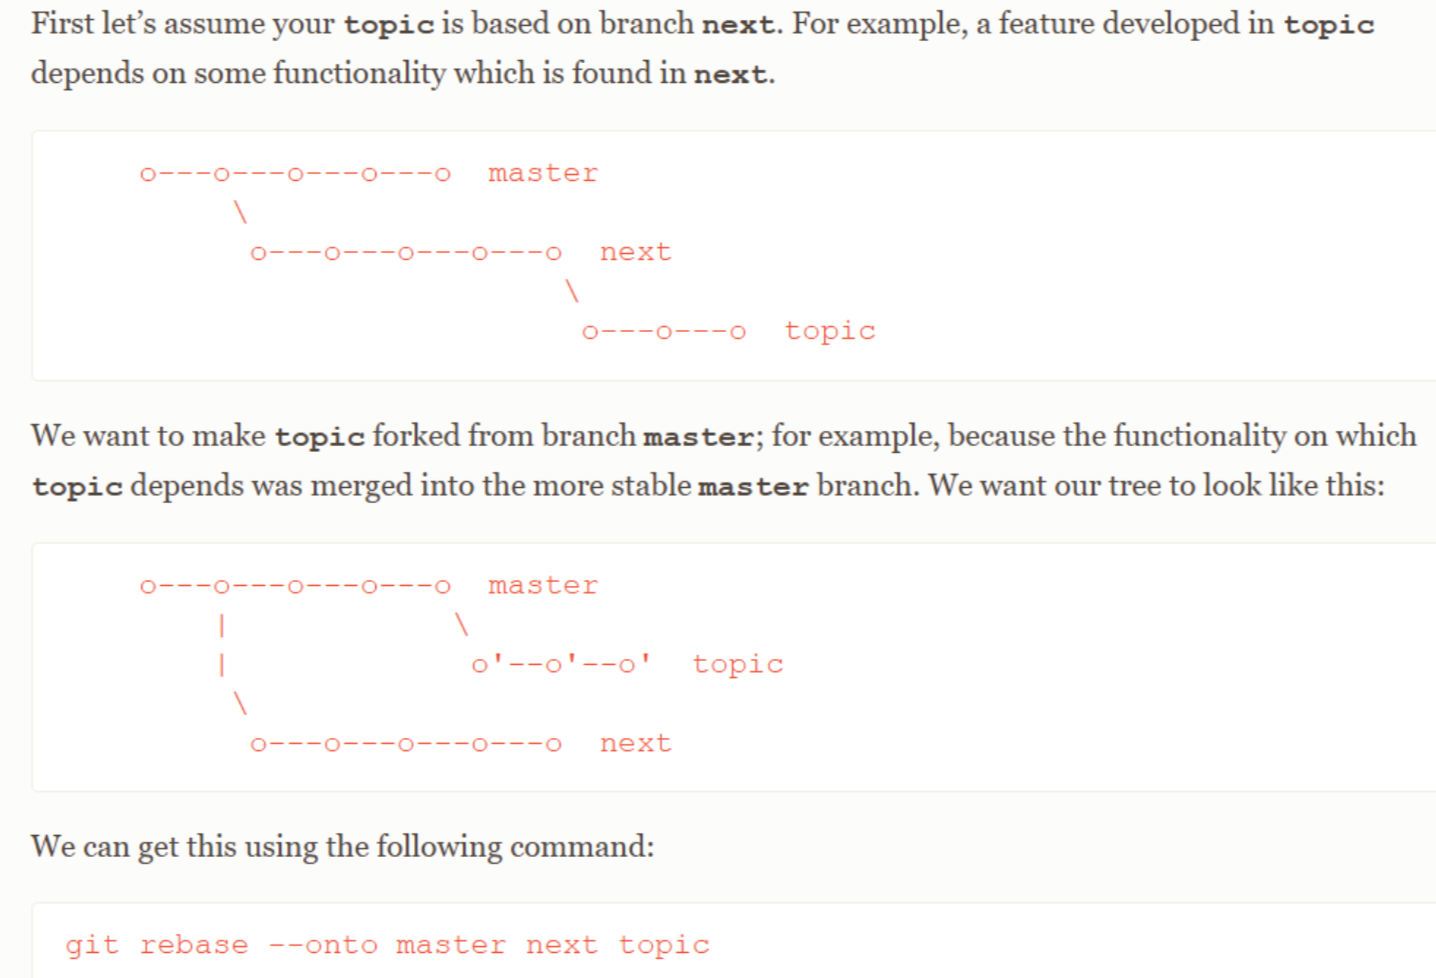 First let’s assume your topic is based on branch next. For example, a feature developed in topic
depends on some functionality which is found in next.
o---o---o---o---o  master
     \
      o---o---o---o---o  next
                       \
                        o---o---o  topic
We want to make topic forked from branch master; for example, because the functionality on which
topic depends was merged into the more stable master branch. We want our tree to look like this:
o---o---o---o---o  master
    |            \
    |             o'--o'--o'  topic
     \
      o---o---o---o---o  next
We can get this using the following command:
git rebase --onto master next topic